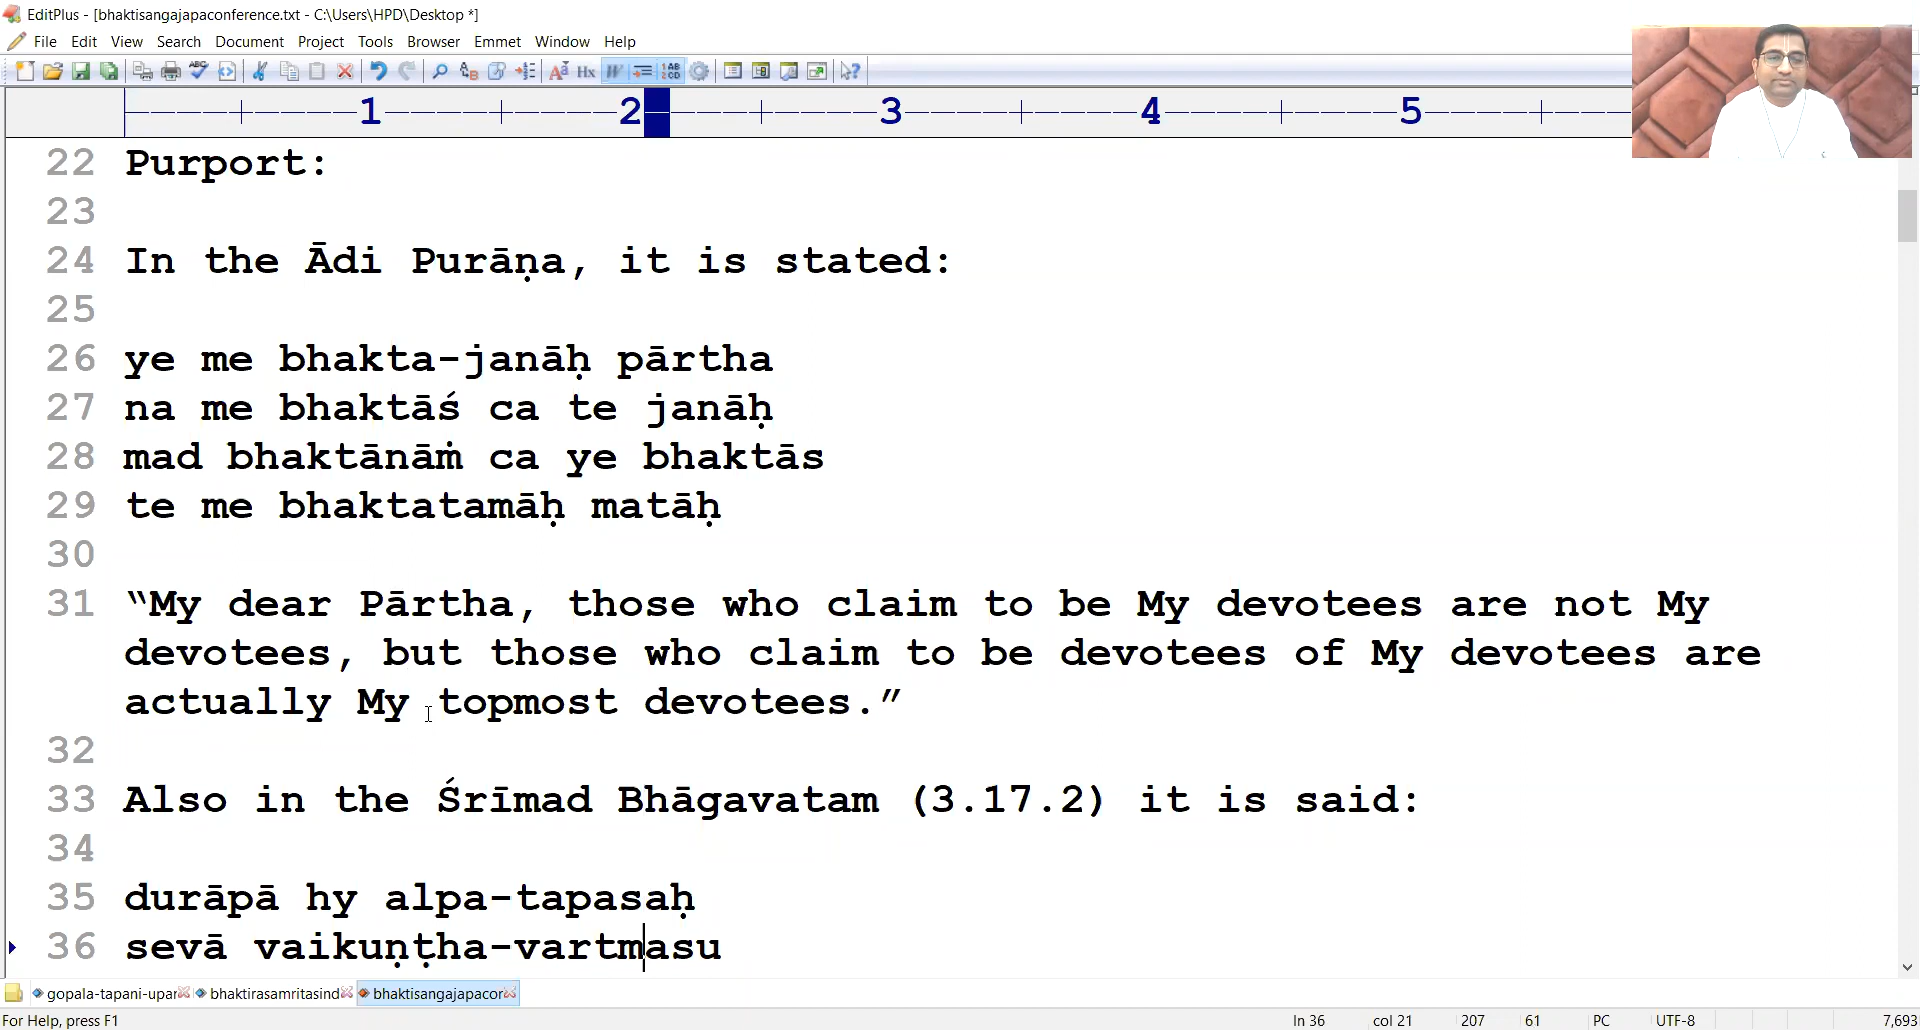 EditPlus - [bhaktisangajapaconference.txt - C:\Users\HPD\Desktop *]
File Edit View Search Document Project Tools Browser Emmet Window Help
1 2 3 4 5
22 Purport:
23
24 In the Ādi Purāṇa, it is stated:
25
26 ye me bhakta-janāḥ pārtha
27 na me bhaktāś ca te janāḥ
28 mad bhaktānāṁ ca ye bhaktās
29 te me bhaktatamāḥ matāḥ
30
31 “My dear Pārtha, those who claim to be My devotees are not My
devotees, but those who claim to be devotees of My devotees are
actually My topmost devotees.”
32
33 Also in the Śrīmad Bhāgavatam (3.17.2) it is said:
34
35 durāpā hy alpa-tapasaḥ
36 sevā vaikuṇṭha-vartmasu
gopala-tapani-upar bhaktirasamritasind bhaktisangajapacor
For Help, press F1 ln 36 col 21 207 61 PC UTF-8 7,693